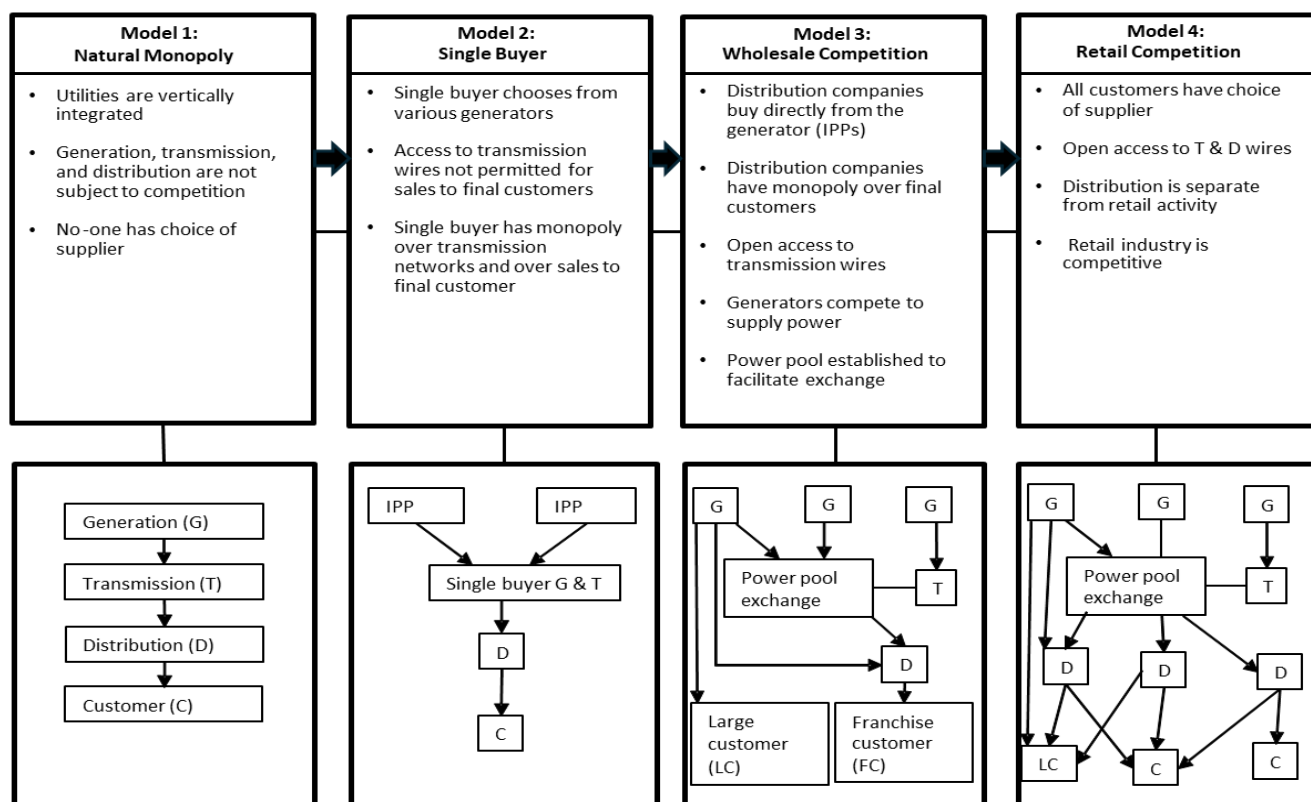 Model 1:
Natural Monopoly
• Utilities are vertically
integrated
• Generation, transmission,
and distribution are not
subject to competition
• No-one has choice of
supplier
Model 2:
Single Buyer
• Single buyer chooses from
various generators
• Access to transmission
wires not permitted for
sales to final customers
• Single buyer has monopoly
over transmission
networks and over sales to
final customer
Model 3:
Wholesale Competition
• Distribution companies
buy directly from the
generator (IPPs)
• Distribution companies
have monopoly over final
customers
• Open access to
transmission wires
• Generators compete to
supply power
• Power pool established to
facilitate exchange
Model 4:
Retail Competition
• All customers have choice
of supplier
• Open access to T & D wires
• Distribution is separate
from retail activity
• Retail industry is
competitive
Generation (G)
Transmission (T)
Distribution (D)
Customer (C)
IPP
IPP
Single buyer G & T
D
C
G
G
G
Power pool
exchange
T
D
Large
customer
(LC)
Franchise
customer
(FC)
G
G
G
Power pool
exchange
T
D
D
D
LC
C
C